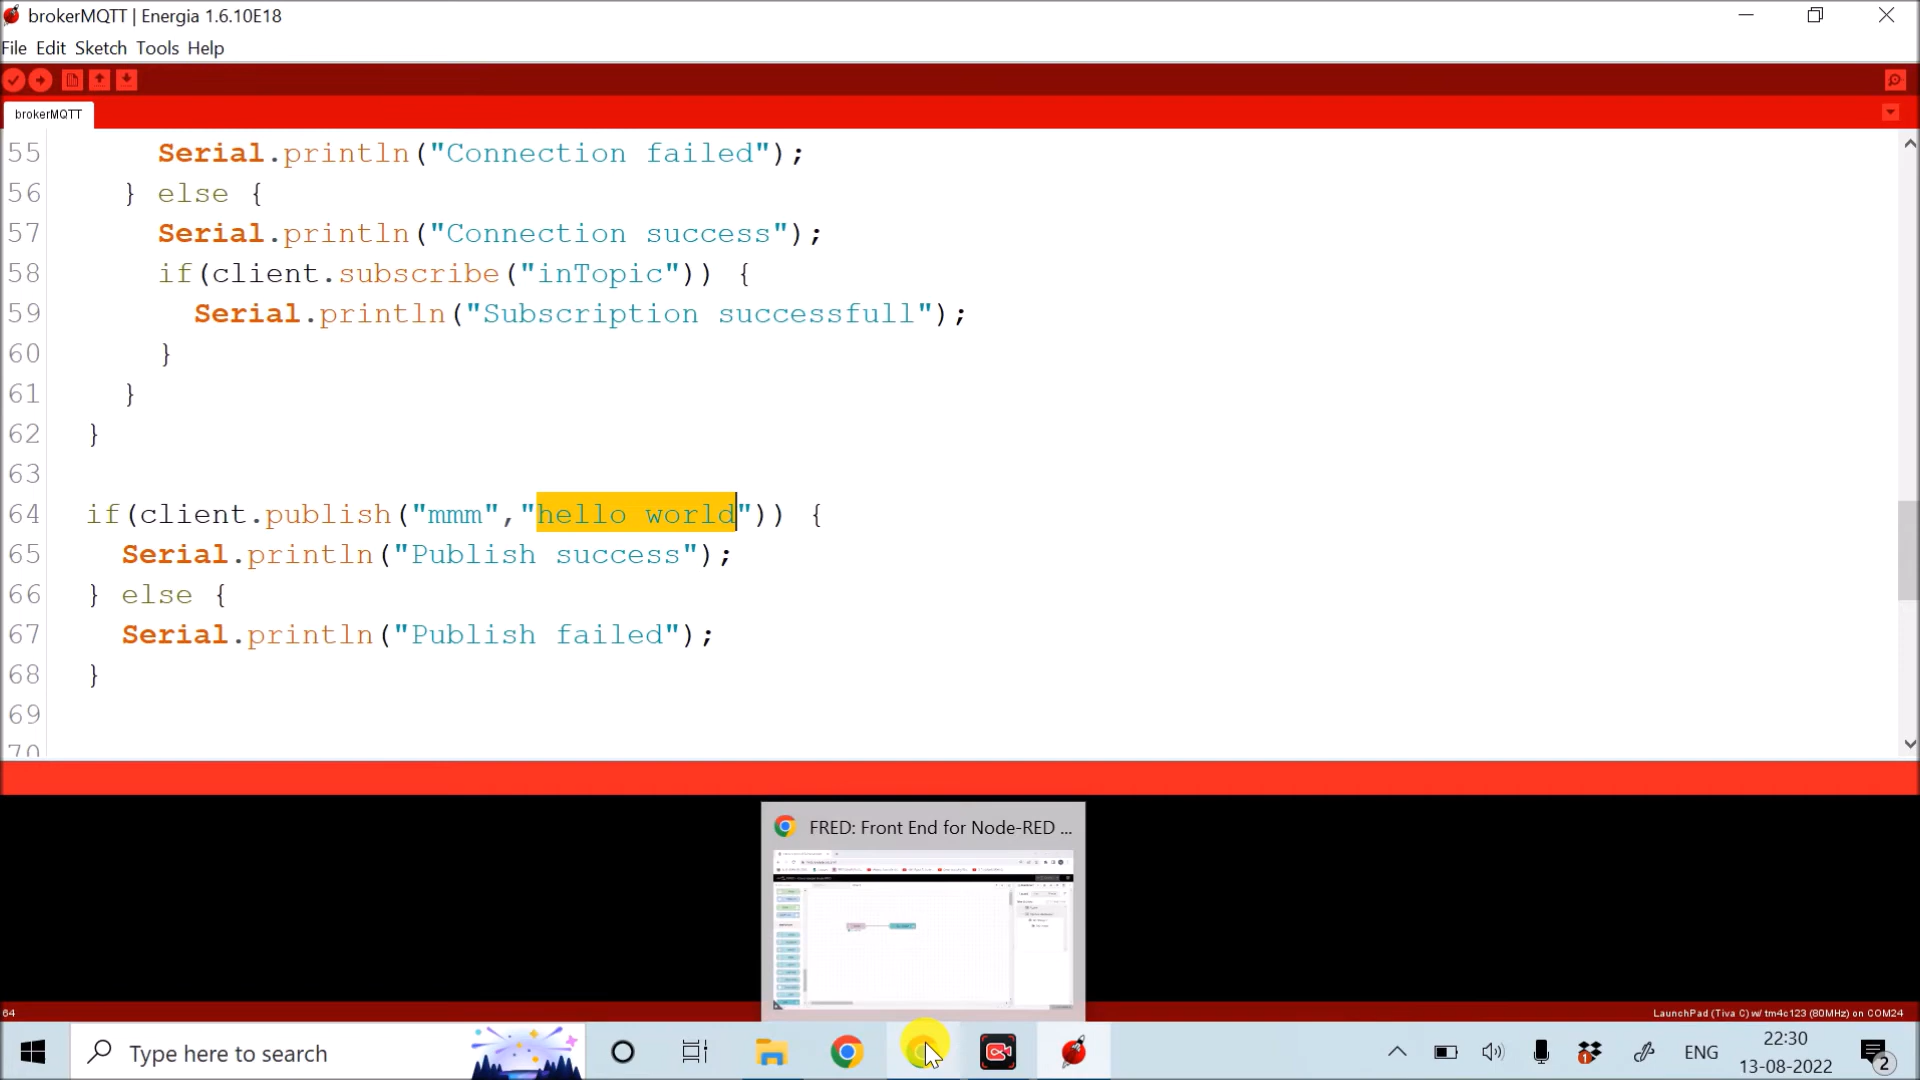 brokerMQTT | Energia 1.6.10E18
File Edit Sketch Tools Help
brokerMQTT
55 Serial.println("Connection failed");
56 } else {
57 Serial.println("Connection success");
58 if(client.subscribe("inTopic")) {
59 Serial.println("Subscription successfull");
60 }
61 }
62 }
63
64 if(client.publish("mmm","hello world")) {
65 Serial.println("Publish success");
66 } else {
67 Serial.println("Publish failed");
68 }
69
70
FRED: Front End for Node-RED ...
64
LaunchPad (Tiva C) w/ tm4c123 (80MHz) on COM24
Type here to search
1
ENG
22:30
13-08-2022
2